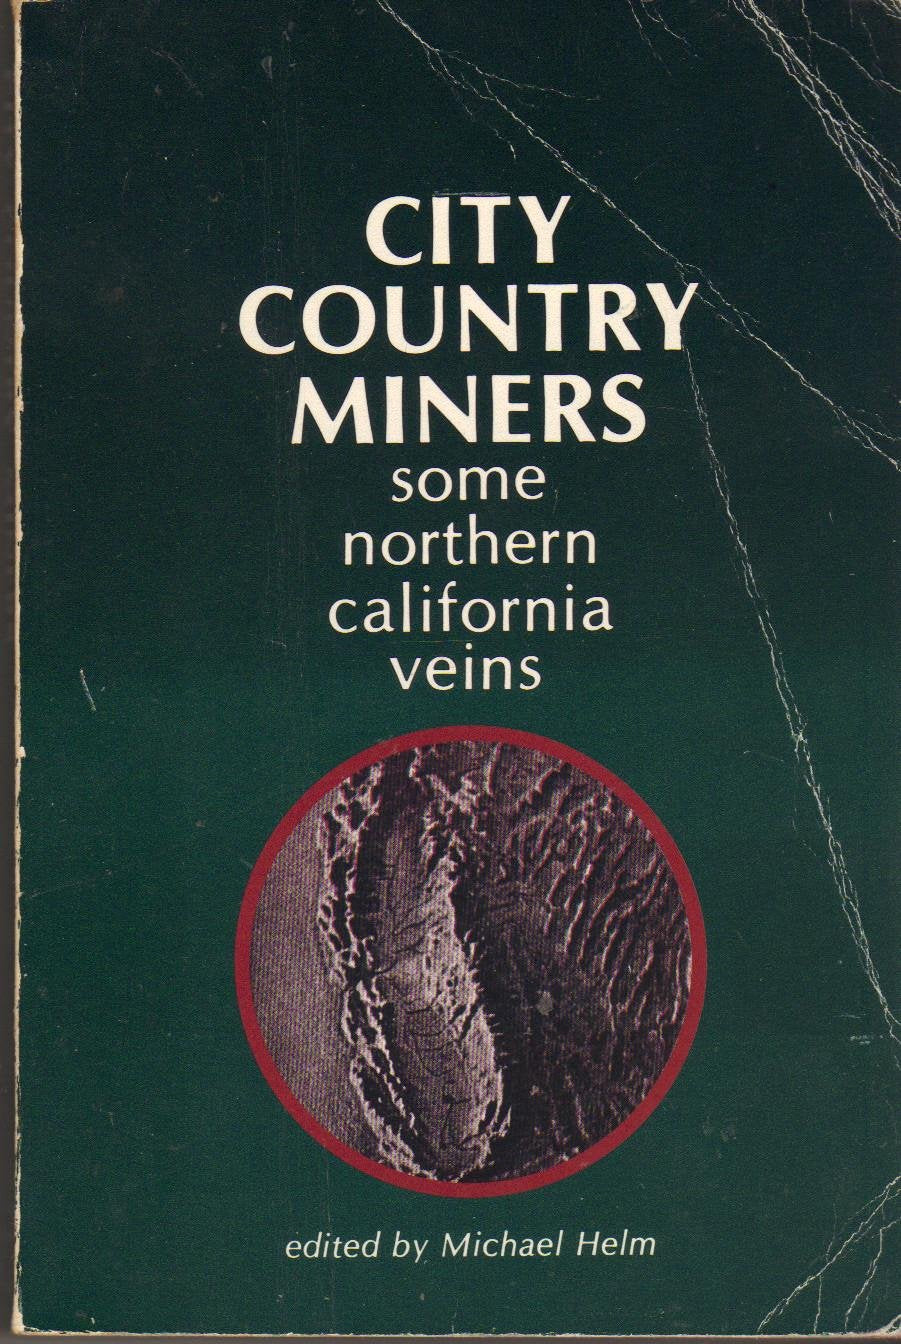 CITY
COUNTRY
MINERS
some
northern
california
veins
edited by Michael Helm